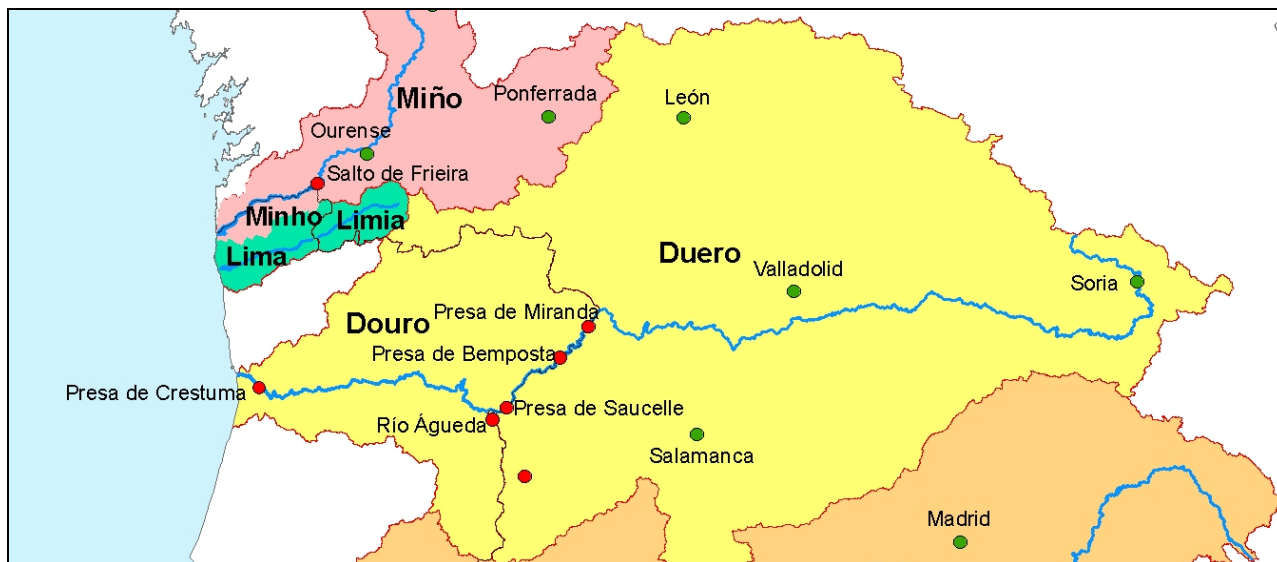 Miño
Ponferrada
León
Ourense
Salto de Frieira
Minho
Limia
Lima
Duero
Valladolid
Soria
Presa de Miranda
Douro
Presa de Bemposta
Presa de Crestuma
Presa de Saucelle
Río Águeda
Salamanca
Madrid